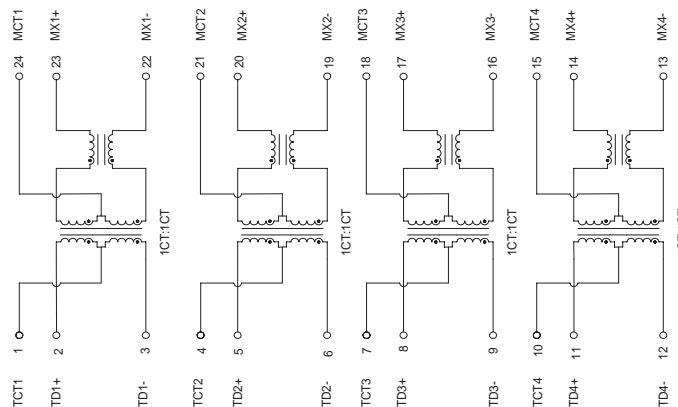 MCT1
MX1+
MX1-
MCT2
MX2+
MX2-
MCT3
MX3+
MX3-
MCT4
MX4+
MX4-
24
23
22
21
20
19
18
17
16
15
14
13
1CT:1CT
1CT:1CT
1CT:1CT
1
2
3
4
5
6
7
8
9
10
11
12
TCT1
TD1+
TD1-
TCT2
TD2+
TD2-
TCT3
TD3+
TD3-
TCT4
TD4+
TD4-